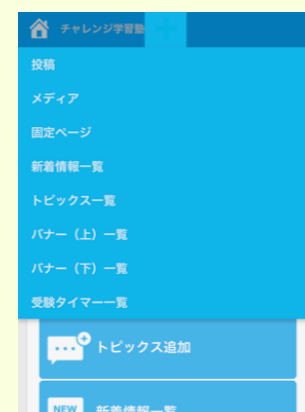 チャレンジ学習塾
投稿
メディア
固定ページ
新着情報一覧
トピックス一覧
バナー（上）一覧
バナー（下）一覧
受験タイマー一覧
トピックス追加
NEW 新着情報一覧